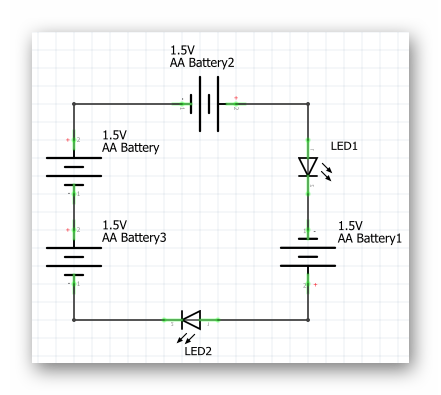 1.5V
AA Battery2
1.5V
AA Battery
LED1
1.5V
AA Battery3
1.5V
AA Battery1
LED2